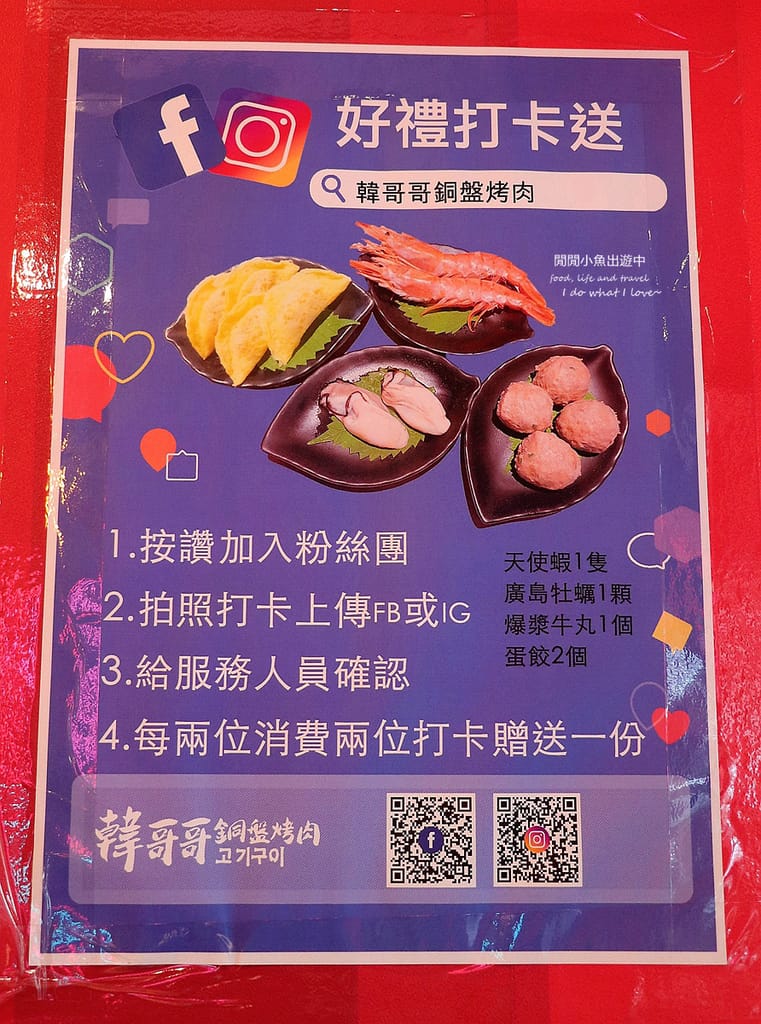 好禮打卡送
韓哥哥銅盤烤肉
閒閒小魚出遊中
food, life and travel
I do what I love~
1.按讚加入粉絲團
2.拍照打卡上傳FB或IG
3.給服務人員確認
4.每兩位消費兩位打卡贈送一份
天使蝦1隻
廣島牡蠣1顆
爆漿牛丸1個
蛋餃2個
韓哥哥銅盤烤肉
고기구이